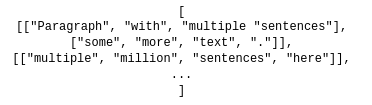 [
[["Paragraph", "with", "multiple "sentences"],
["some", "more", "text", "."]],
[["multiple", "million", "sentences", "here"]],
...
]